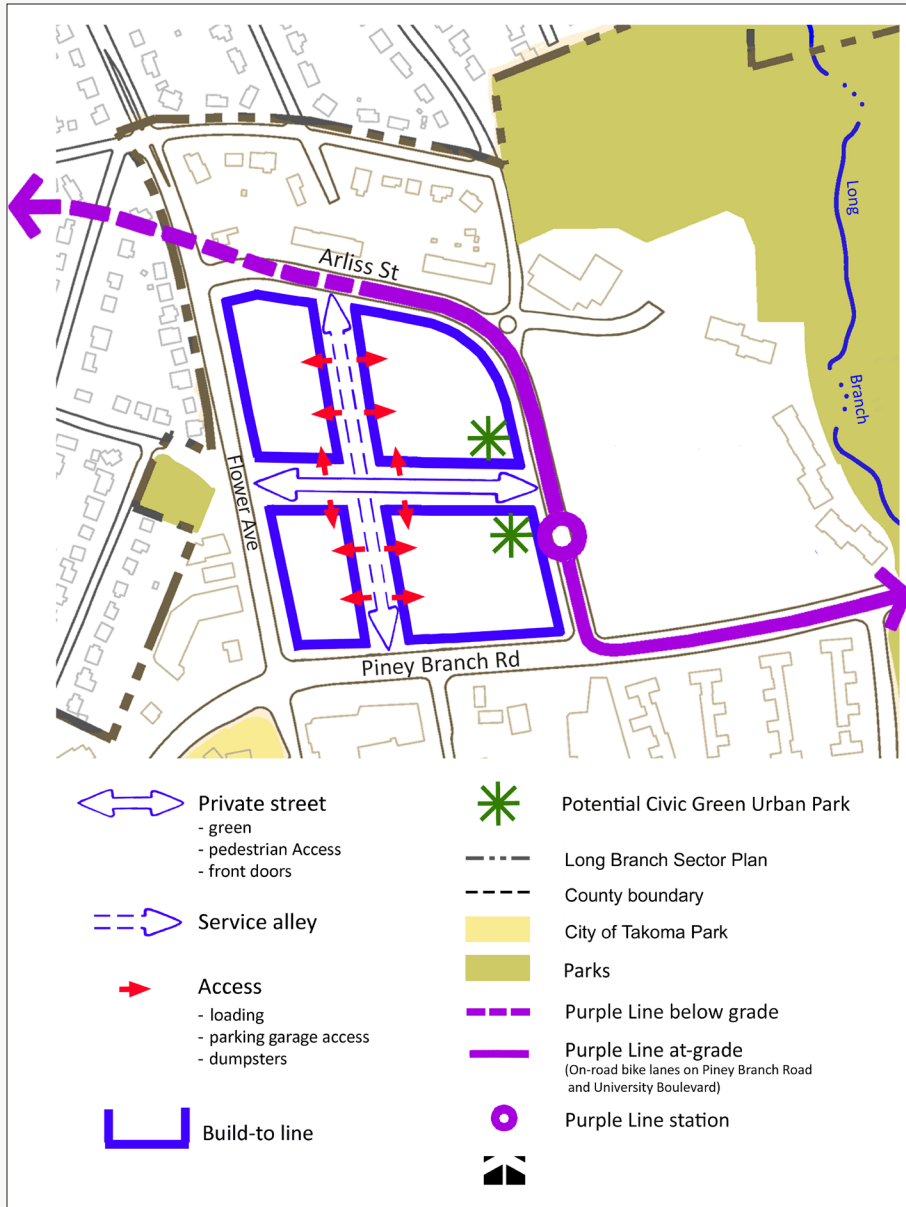 Long
Arliss St
Branch
Flower Ave
Piney Branch Rd
Private street
- green
- pedestrian Access
- front doors
Service alley
Access
- loading
- parking garage access
- dumpsters
Build-to line
Potential Civic Green Urban Park
Long Branch Sector Plan
County boundary
City of Takoma Park
Parks
Purple Line below grade
Purple Line at-grade
(On-road bike lanes on Piney Branch Road
and University Boulevard)
Purple Line station